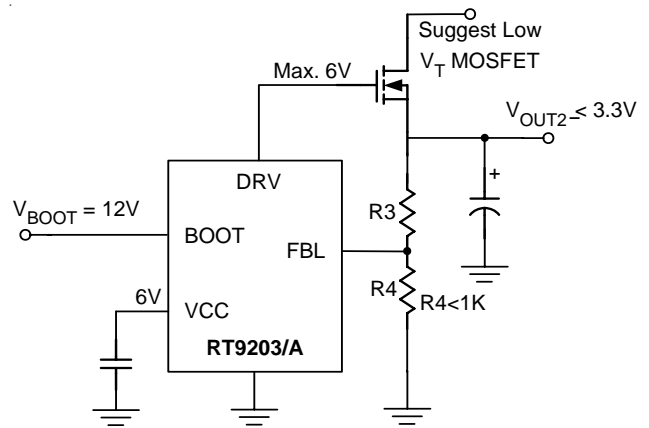 Suggest Low
V_T MOSFET
Max. 6V
V_OUT2 < 3.3V
DRV
+
V_BOOT = 12V
R3
BOOT
FBL
6V
VCC
R4
R4<1K
RT9203/A